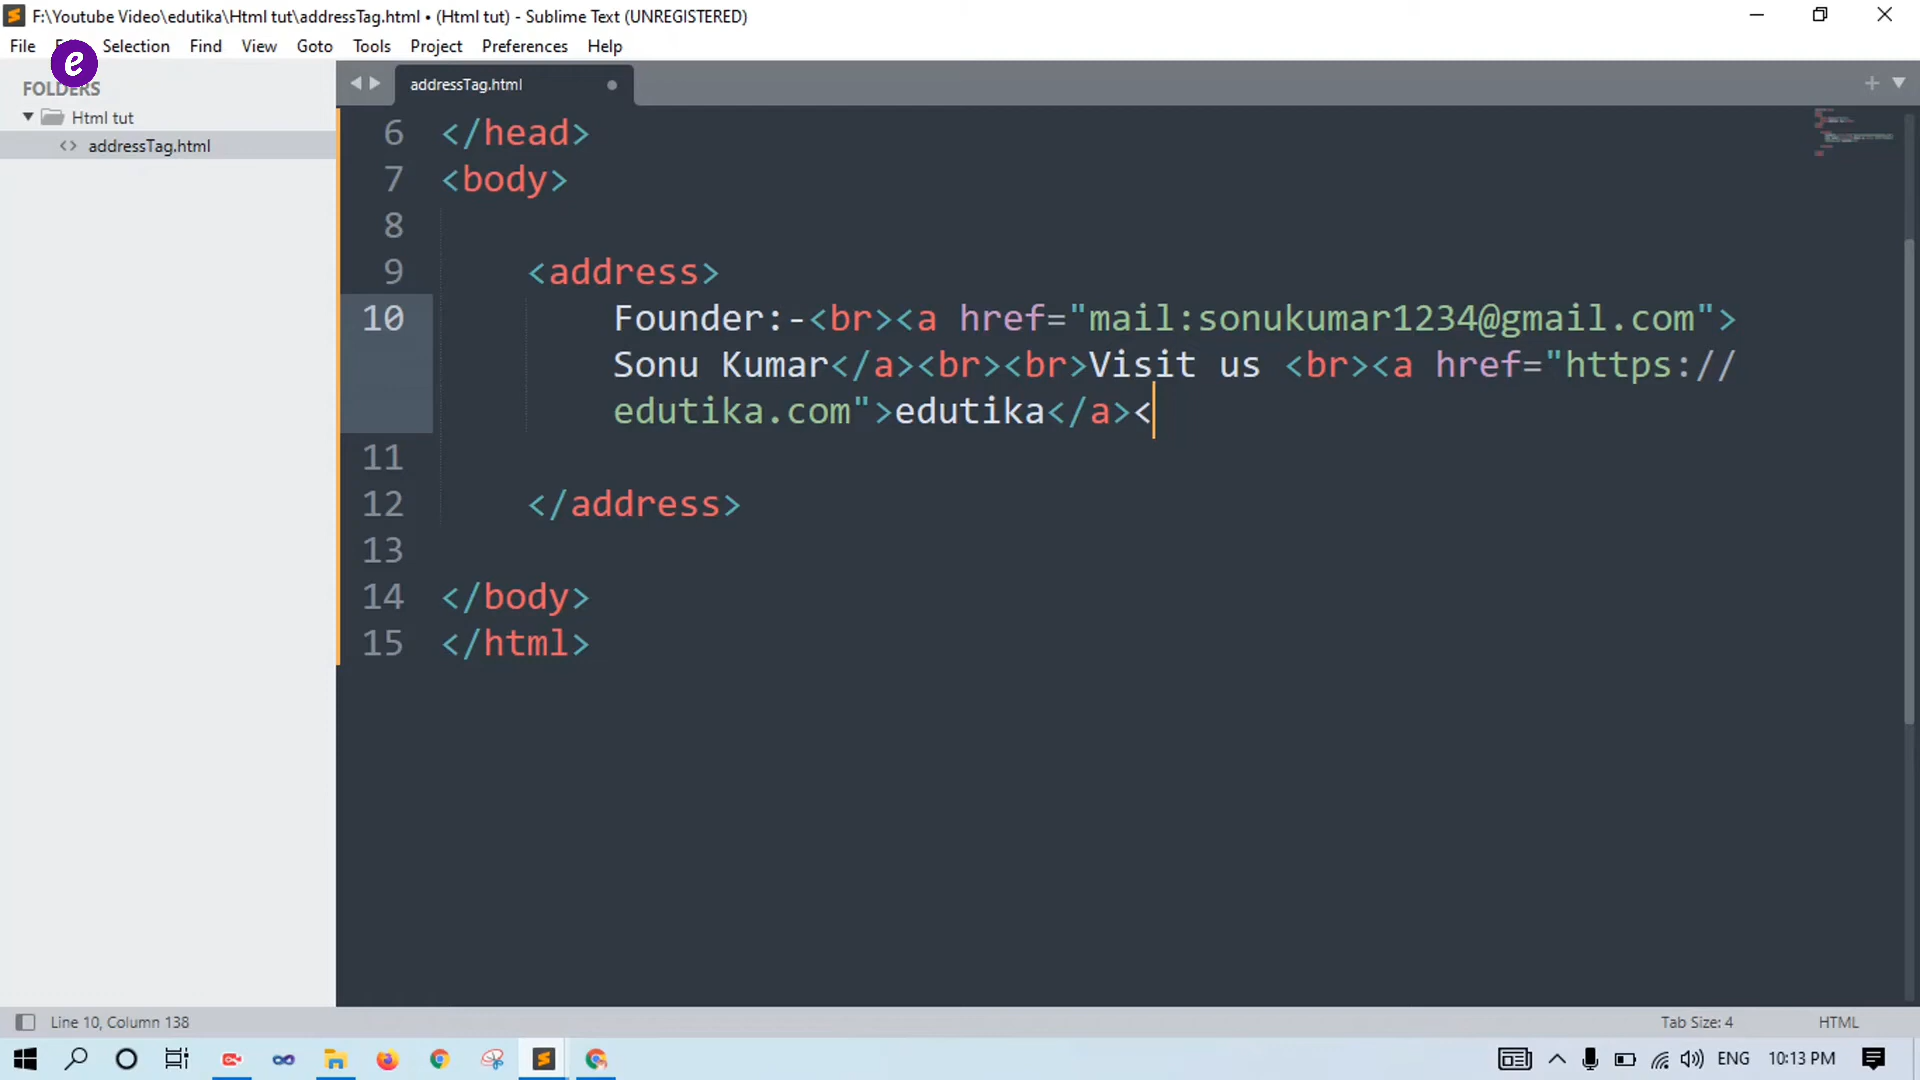 F:\Youtube Video\edutika\Html tut\addressTag.html • (Html tut) - Sublime Text (UNREGISTERED)
File Selection Find View Goto Tools Project Preferences Help
e
FOLDERS
Html tut
addressTag.html
addressTag.html
6 </head>
7 <body>
8
9 <address>
10 Founder:-<br><a href="mail:sonukumar1234@gmail.com">
Sonu Kumar</a><br><br>Visit us <br><a href="https://
edutika.com">edutika</a><
11
12 </address>
13
14 </body>
15 </html>
Line 10, Column 138 Tab Size: 4 HTML
ENG 10:13 PM